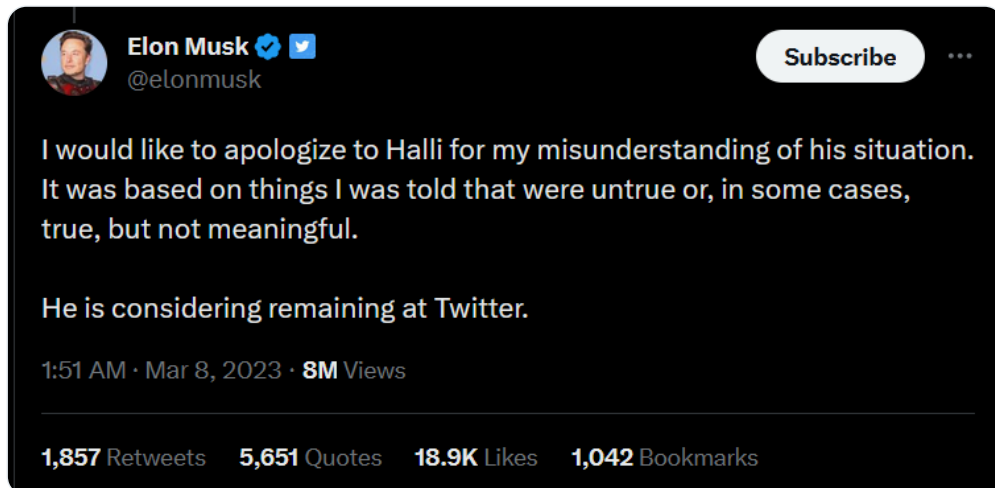 Elon Musk
Subscribe
@elonmusk
I would like to apologize to Halli for my misunderstanding of his situation.
It was based on things I was told that were untrue or, in some cases,
true, but not meaningful.
He is considering remaining at Twitter.
1:51 AM · Mar 8, 2023 · 8M Views
1,857 Retweets 5,651 Quotes 18.9K Likes 1,042 Bookmarks